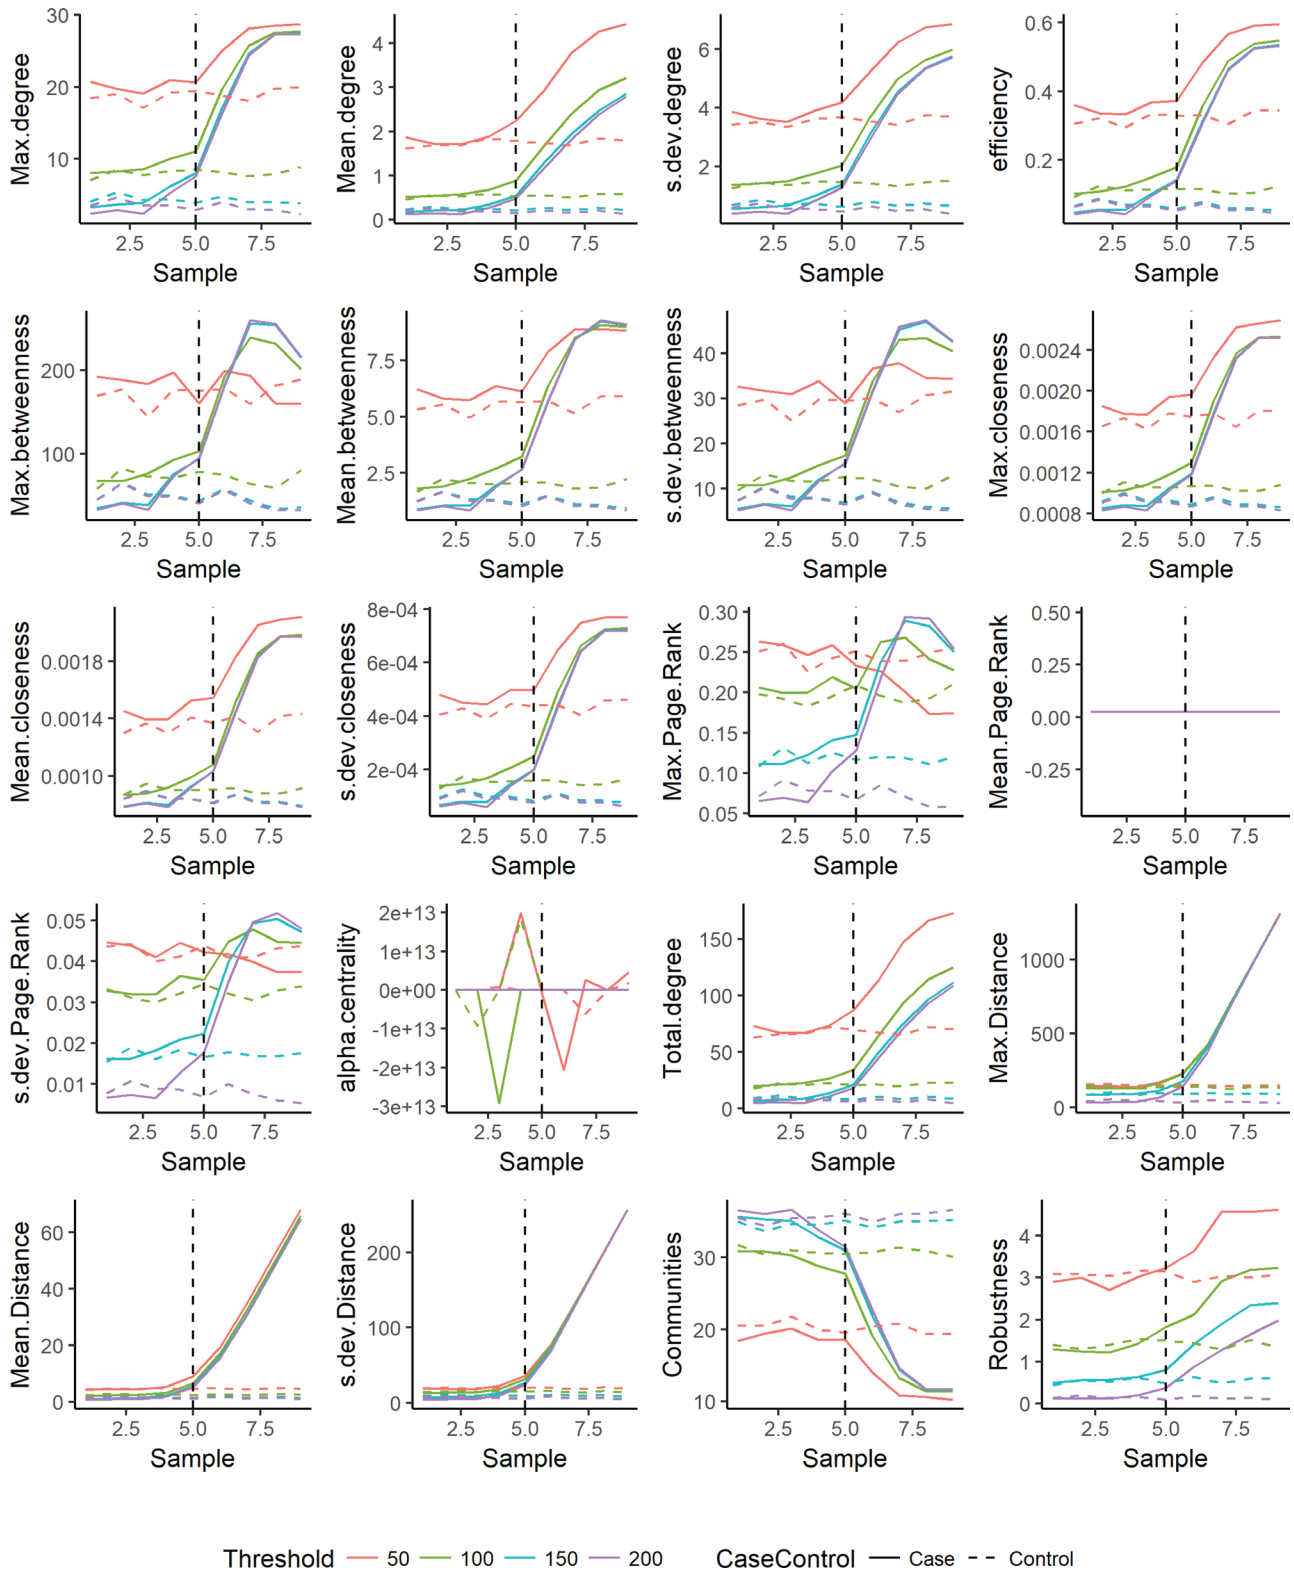 Max.degree
30
20
10
2.5 5.0 7.5
Sample
Mean.degree
4
3
2
1
0
2.5 5.0 7.5
Sample
s.dev.degree
6
4
2
2.5 5.0 7.5
Sample
efficiency
0.6
0.4
0.2
2.5 5.0 7.5
Sample
Max.betweenness
200
100
2.5 5.0 7.5
Sample
Mean.betweenness
7.5
5.0
2.5
2.5 5.0 7.5
Sample
s.dev.betweenness
40
30
20
10
2.5 5.0 7.5
Sample
Max.closeness
0.0024
0.0020
0.0016
0.0012
0.0008
2.5 5.0 7.5
Sample
Mean.closeness
0.0018
0.0014
0.0010
2.5 5.0 7.5
Sample
s.dev.closeness
8e-04
6e-04
4e-04
2e-04
2.5 5.0 7.5
Sample
Max.Page.Rank
0.30
0.25
0.20
0.15
0.10
0.05
2.5 5.0 7.5
Sample
Mean.Page.Rank
0.50
0.25
0.00
-0.25
2.5 5.0 7.5
Sample
s.dev.Page.Rank
0.05
0.04
0.03
0.02
0.01
2.5 5.0 7.5
Sample
alpha.centrality
2e+13
1e+13
0e+00
-1e+13
-2e+13
-3e+13
2.5 5.0 7.5
Sample
Total.degree
150
100
50
0
2.5 5.0 7.5
Sample
Max.Distance
1000
500
0
2.5 5.0 7.5
Sample
Mean.Distance
60
40
20
0
2.5 5.0 7.5
Sample
s.dev.Distance
200
100
0
2.5 5.0 7.5
Sample
Communities
30
20
10
2.5 5.0 7.5
Sample
Robustness
4
3
2
1
0
2.5 5.0 7.5
Sample
Threshold 50 100 150 200 CaseControl Case Control